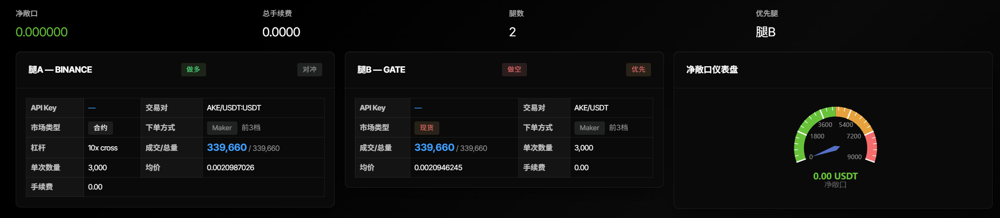 净敞口
0.000000
总手续费
0.0000
腿数
2
优先腿
腿B
腿A — BINANCE 做多 对冲
API Key — 交易对 AKE/USDT:USDT
市场类型 合约 下单方式 Maker 前3档
杠杆 10x cross 成交/总量 339,660 / 339,660
单次数量 3,000 均价 0.0020987026
手续费 0.00
腿B — GATE 做空 优先
API Key — 交易对 AKE/USDT
市场类型 现货 下单方式 Maker 前3档
成交/总量 339,660 / 339,660 单次数量 3,000
均价 0.0020946245 手续费 0.00
净敞口仪表盘
3600 5400
1800 7200
0 9000
0.00 USDT
净敞口